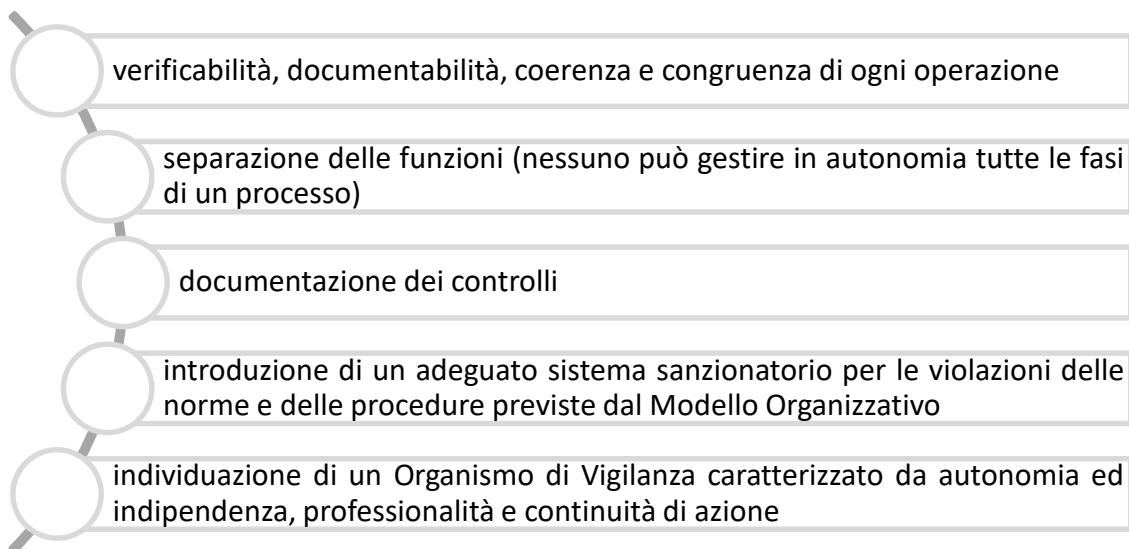 verificabilità, documentabilità, coerenza e congruenza di ogni operazione
separazione delle funzioni (nessuno può gestire in autonomia tutte le fasi
di un processo)
documentazione dei controlli
introduzione di un adeguato sistema sanzionatorio per le violazioni delle
norme e delle procedure previste dal Modello Organizzativo
individuazione di un Organismo di Vigilanza caratterizzato da autonomia ed
indipendenza, professionalità e continuità di azione